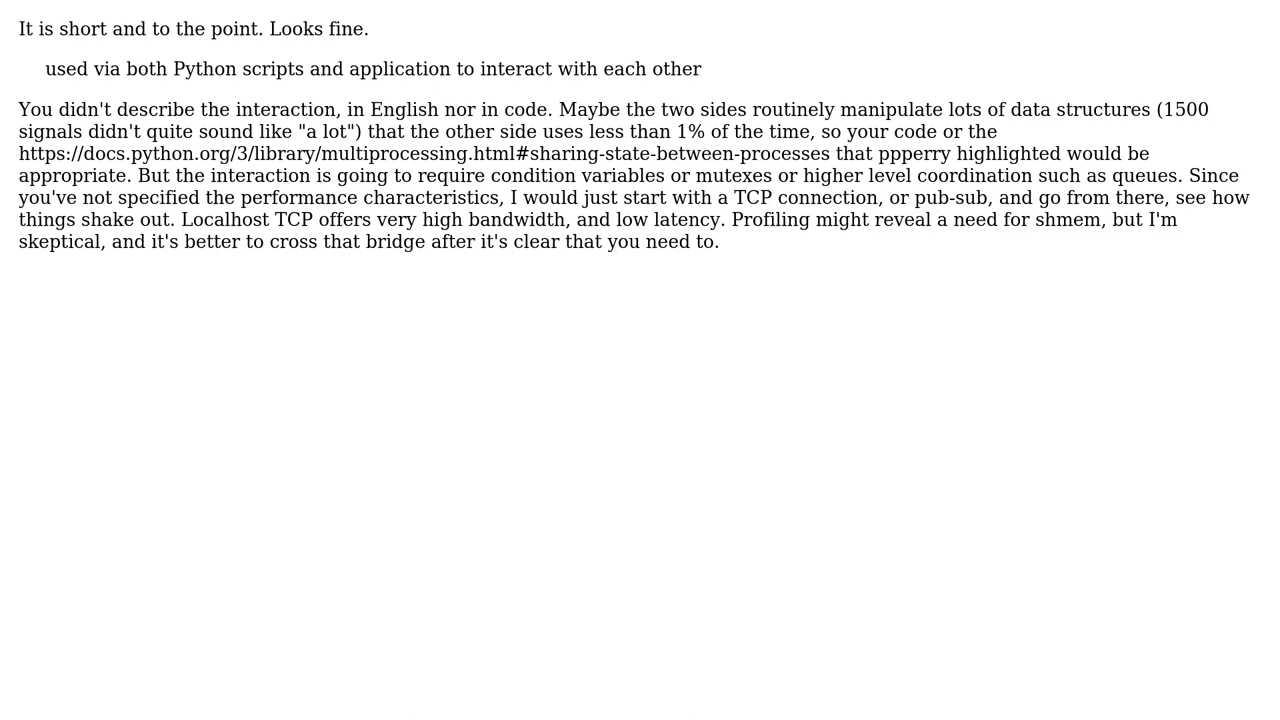 It is short and to the point. Looks fine.
used via both Python scripts and application to interact with each other
You didn't describe the interaction, in English nor in code. Maybe the two sides routinely manipulate lots of data structures (1500
signals didn't quite sound like "a lot") that the other side uses less than 1% of the time, so your code or the
https://docs.python.org/3/library/multiprocessing.html#sharing-state-between-processes that ppperry highlighted would be
appropriate. But the interaction is going to require condition variables or mutexes or higher level coordination such as queues. Since
you've not specified the performance characteristics, I would just start with a TCP connection, or pub-sub, and go from there, see how
things shake out. Localhost TCP offers very high bandwidth, and low latency. Profiling might reveal a need for shmem, but I'm
skeptical, and it's better to cross that bridge after it's clear that you need to.